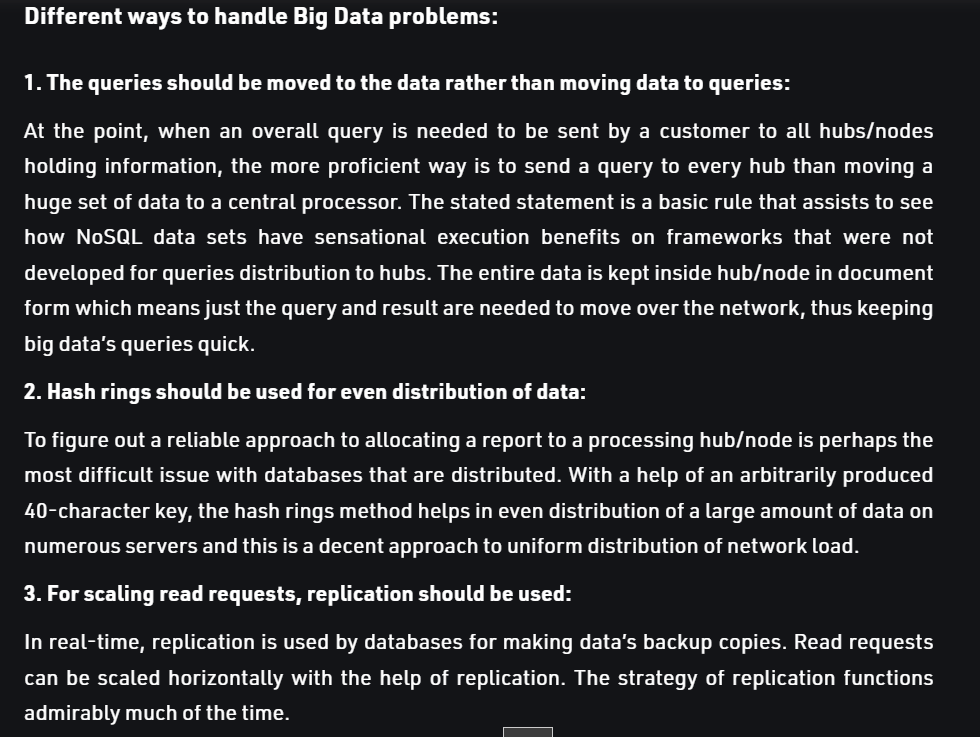 Different ways to handle Big Data problems:
1. The queries should be moved to the data rather than moving data to queries:
At the point, when an overall query is needed to be sent by a customer to all hubs/nodes
holding information, the more proficient way is to send a query to every hub than moving a
huge set of data to a central processor. The stated statement is a basic rule that assists to see
how NoSQL data sets have sensational execution benefits on frameworks that were not
developed for queries distribution to hubs. The entire data is kept inside hub/node in document
form which means just the query and result are needed to move over the network, thus keeping
big data's queries quick.
2. Hash rings should be used for even distribution of data:
To figure out a reliable approach to allocating a report to a processing hub/node is perhaps the
most difficult issue with databases that are distributed. With a help of an arbitrarily produced
40-character key, the hash rings method helps in even distribution of a large amount of data on
numerous servers and this is a decent approach to uniform distribution of network load.
3. For scaling read requests, replication should be used:
In real-time, replication is used by databases for making data's backup copies. Read requests
can be scaled horizontally with the help of replication. The strategy of replication functions
admirably much of the time.